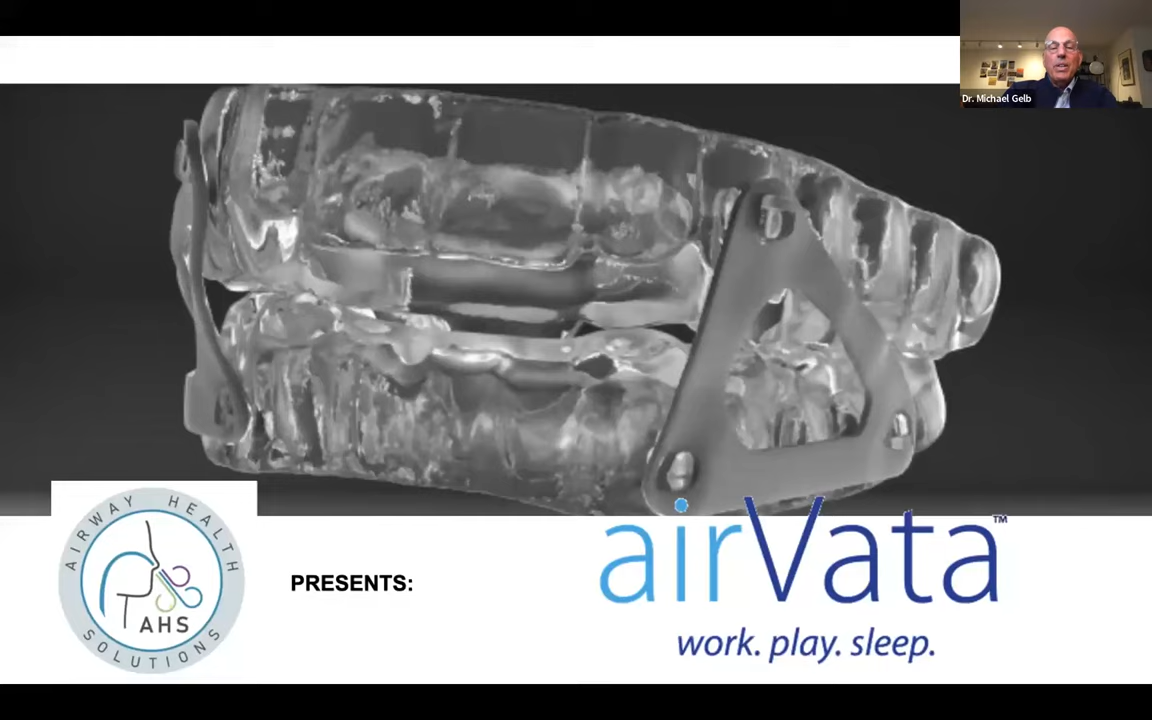 Dr. Michael Gelb
AIRWAY HEALTH
AHS
SOLUTIONS
PRESENTS:
airVata™
work. play. sleep.